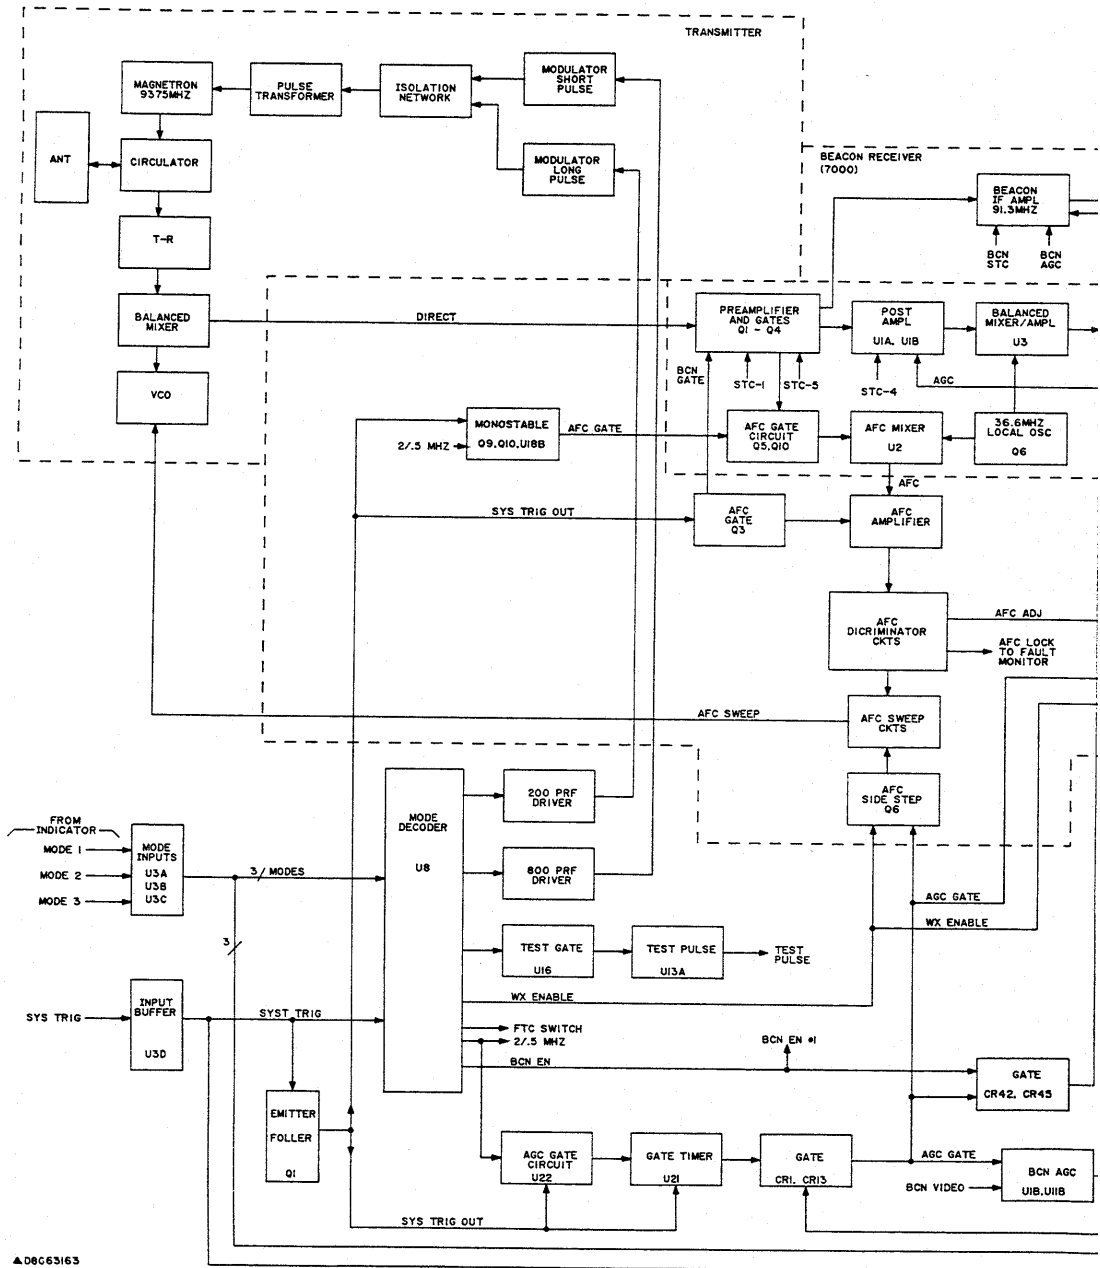 TRANSMITTER
MAGNETRON
9375MHZ
PULSE
TRANSFORMER
ISOLATION
NETWORK
MODULATOR
SHORT
PULSE
ANT
CIRCULATOR
MODULATOR
LONG
PULSE
BEACON RECEIVER
(7000)
BEACON
IF AMPL
91.3MHZ
BCN
STC
BCN
AGC
T-R
BALANCED
MIXER
DIRECT
PREAMPLIFIER
AND GATES
Q1 - Q4
POST
AMPL
U1A, U1B
BALANCED
MIXER/AMPL
U3
VCO
BCN
GATE
STC-1
STC-5
STC-4
AGC
MONOSTABLE
Q9,Q10,U18B
2/.5 MHZ
AFC GATE
AFC GATE
CIRCUIT
Q5,Q10
AFC MIXER
U2
36.6MHZ
LOCAL OSC
Q6
AFC
SYS TRIG OUT
AFC
GATE
Q3
AFC
AMPLIFIER
AFC
DICRIMINATOR
CKTS
AFC ADJ
AFC LOCK
TO FAULT
MONITOR
AFC SWEEP
AFC SWEEP
CKTS
AFC
SIDE STEP
Q6
FROM
INDICATOR
MODE 1
MODE 2
MODE 3
MODE
INPUTS
U3A
U3B
U3C
3/MODES
3
MODE
DECODER
U8
200 PRF
DRIVER
800 PRF
DRIVER
AGC GATE
WX ENABLE
TEST GATE
U16
TEST PULSE
U13A
TEST
PULSE
SYS TRIG
INPUT
BUFFER
U3D
SYST TRIG
WX ENABLE
FTC SWITCH
2/.5 MHZ
BCN EN
BCN EN #1
GATE
CR42, CR45
EMITTER
FOLLER
Q1
AGC GATE
CIRCUIT
U22
GATE TIMER
U21
GATE
CR1, CR13
AGC GATE
BCN VIDEO
BCN AGC
U1B,U11B
SYS TRIG OUT
▲D8C63163